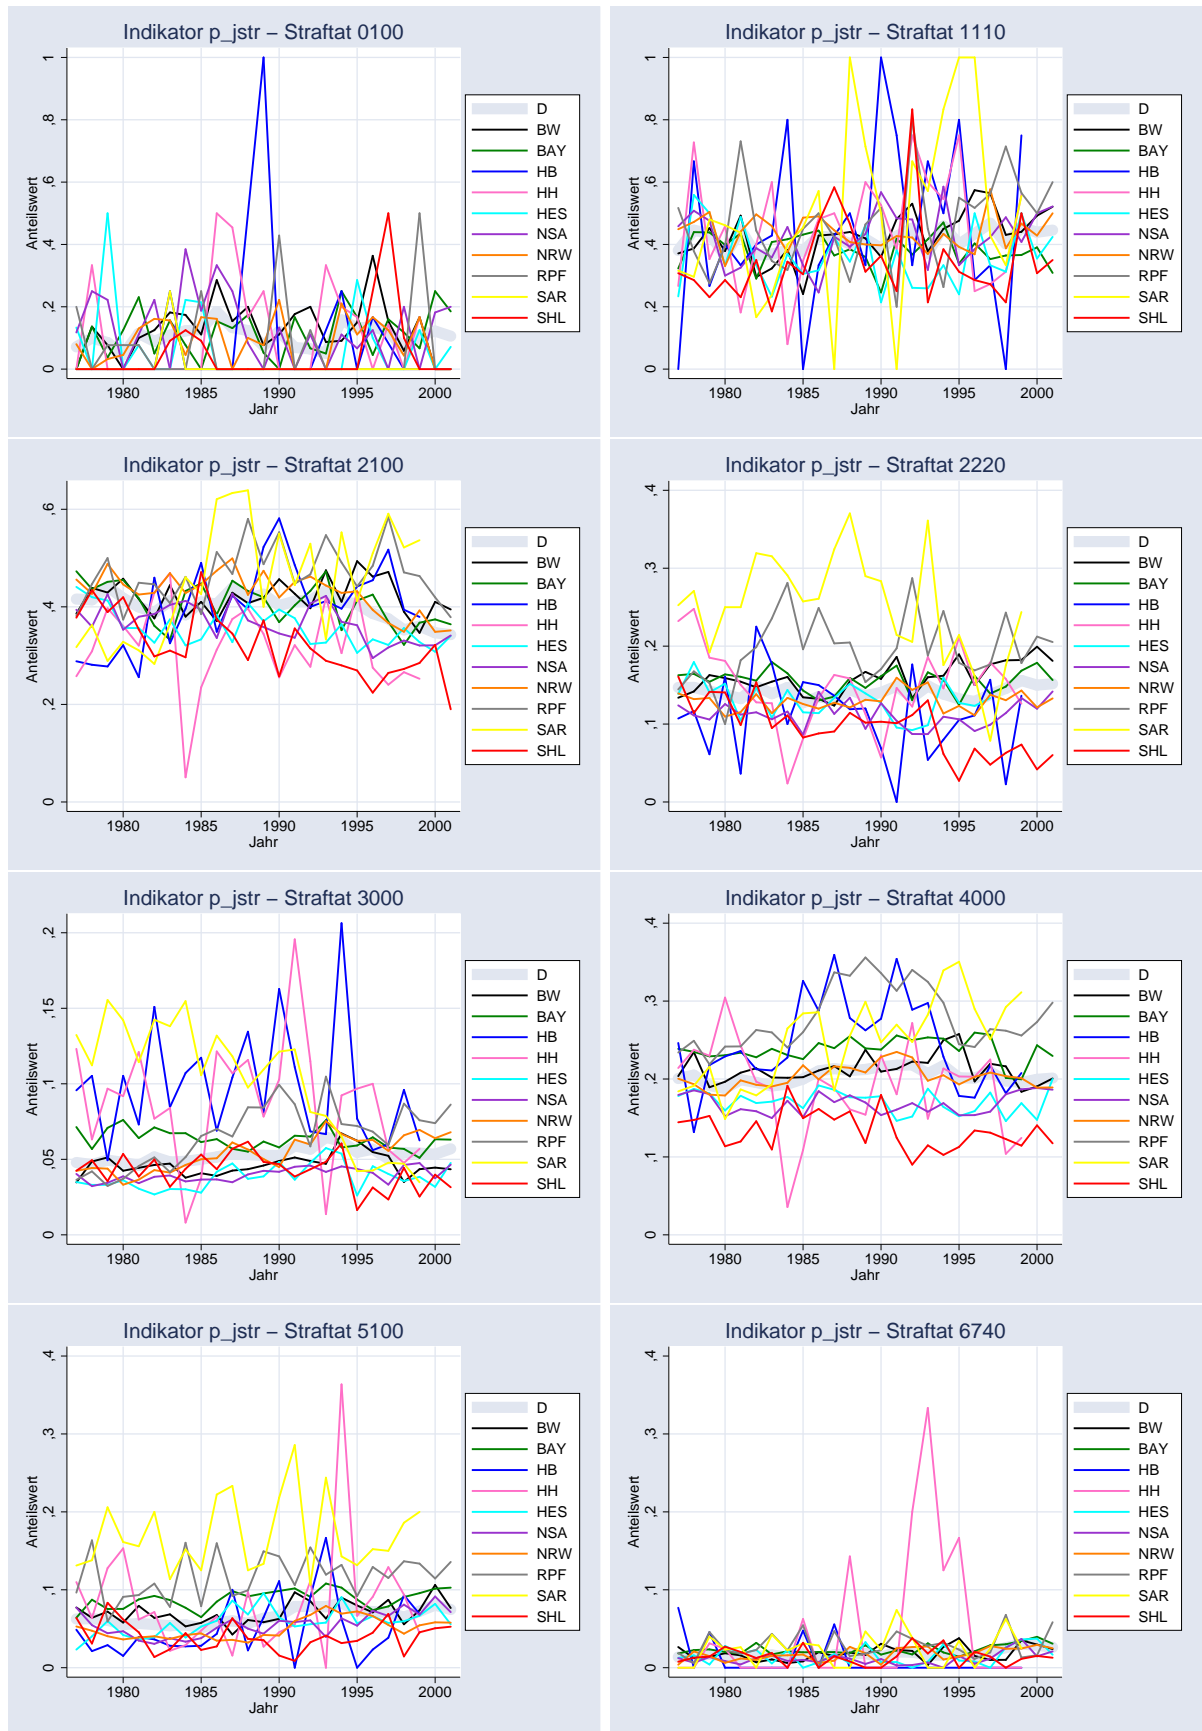 Indikator p_jstr – Straftat 0100
Anteilswert
0 ,2 ,4 ,6 ,8 1
1980 1985 1990 1995 2000
Jahr
D
BW
BAY
HB
HH
HES
NSA
NRW
RPF
SAR
SHL
Indikator p_jstr – Straftat 1110
Anteilswert
0 ,2 ,4 ,6 ,8 1
1980 1985 1990 1995 2000
Jahr
D
BW
BAY
HB
HH
HES
NSA
NRW
RPF
SAR
SHL
Indikator p_jstr – Straftat 2100
Anteilswert
0 ,2 ,4 ,6
1980 1985 1990 1995 2000
Jahr
D
BW
BAY
HB
HH
HES
NSA
NRW
RPF
SAR
SHL
Indikator p_jstr – Straftat 2220
Anteilswert
0 ,1 ,2 ,3 ,4
1980 1985 1990 1995 2000
Jahr
D
BW
BAY
HB
HH
HES
NSA
NRW
RPF
SAR
SHL
Indikator p_jstr – Straftat 3000
Anteilswert
0 ,05 ,1 ,15 ,2
1980 1985 1990 1995 2000
Jahr
D
BW
BAY
HB
HH
HES
NSA
NRW
RPF
SAR
SHL
Indikator p_jstr – Straftat 4000
Anteilswert
0 ,1 ,2 ,3 ,4
1980 1985 1990 1995 2000
Jahr
D
BW
BAY
HB
HH
HES
NSA
NRW
RPF
SAR
SHL
Indikator p_jstr – Straftat 5100
Anteilswert
0 ,1 ,2 ,3 ,4
1980 1985 1990 1995 2000
Jahr
D
BW
BAY
HB
HH
HES
NSA
NRW
RPF
SAR
SHL
Indikator p_jstr – Straftat 6740
Anteilswert
0 ,1 ,2 ,3 ,4
1980 1985 1990 1995 2000
Jahr
D
BW
BAY
HB
HH
HES
NSA
NRW
RPF
SAR
SHL